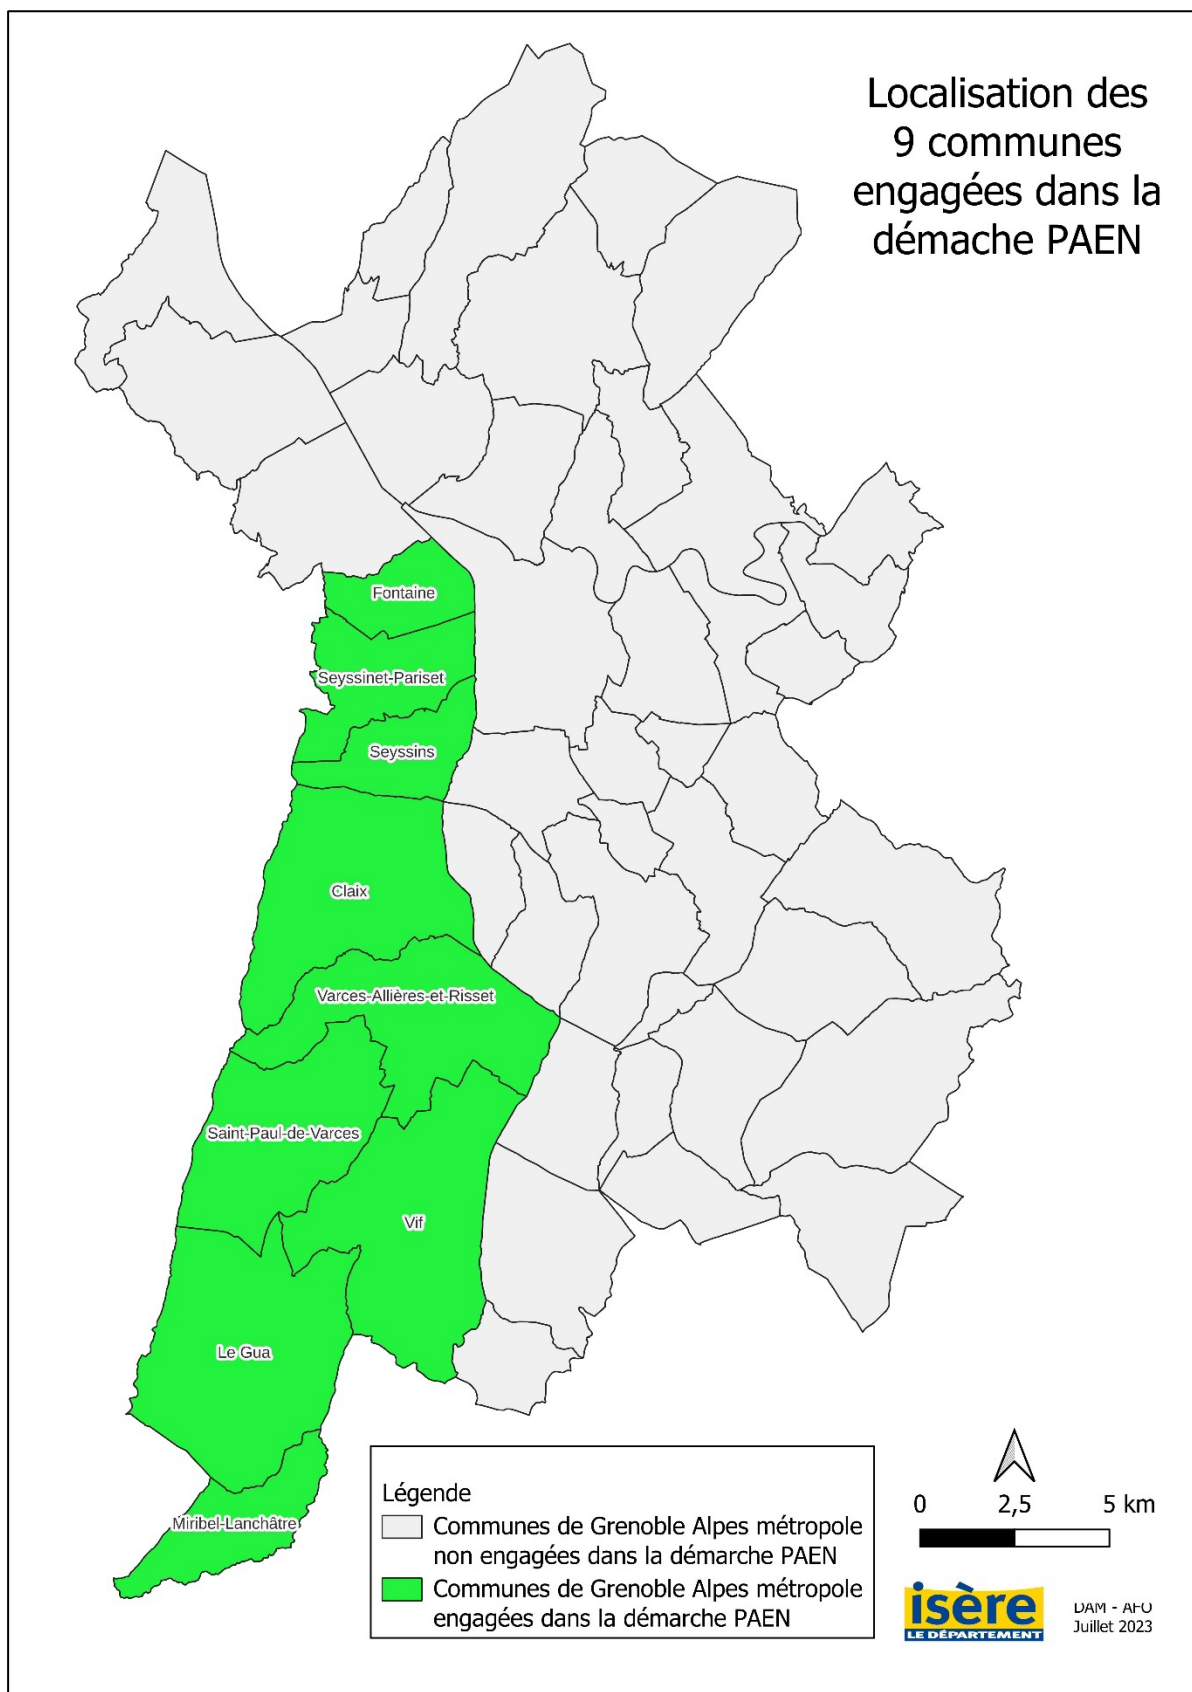 Localisation des
9 communes
engagées dans la
démache PAEN
Fontaine
Seyssinet-Pariset
Seyssins
Claix
Varces-Allières-et-Risset
Saint-Paul-de-Varces
Vif
Le Gua
Miribel-Lanchâtre
Légende
Communes de Grenoble Alpes métropole
non engagées dans la démarche PAEN
Communes de Grenoble Alpes métropole
engagées dans la démarche PAEN
0 2,5 5 km
isère
LE DÉPARTEMENT
DAM - AFO
Juillet 2023